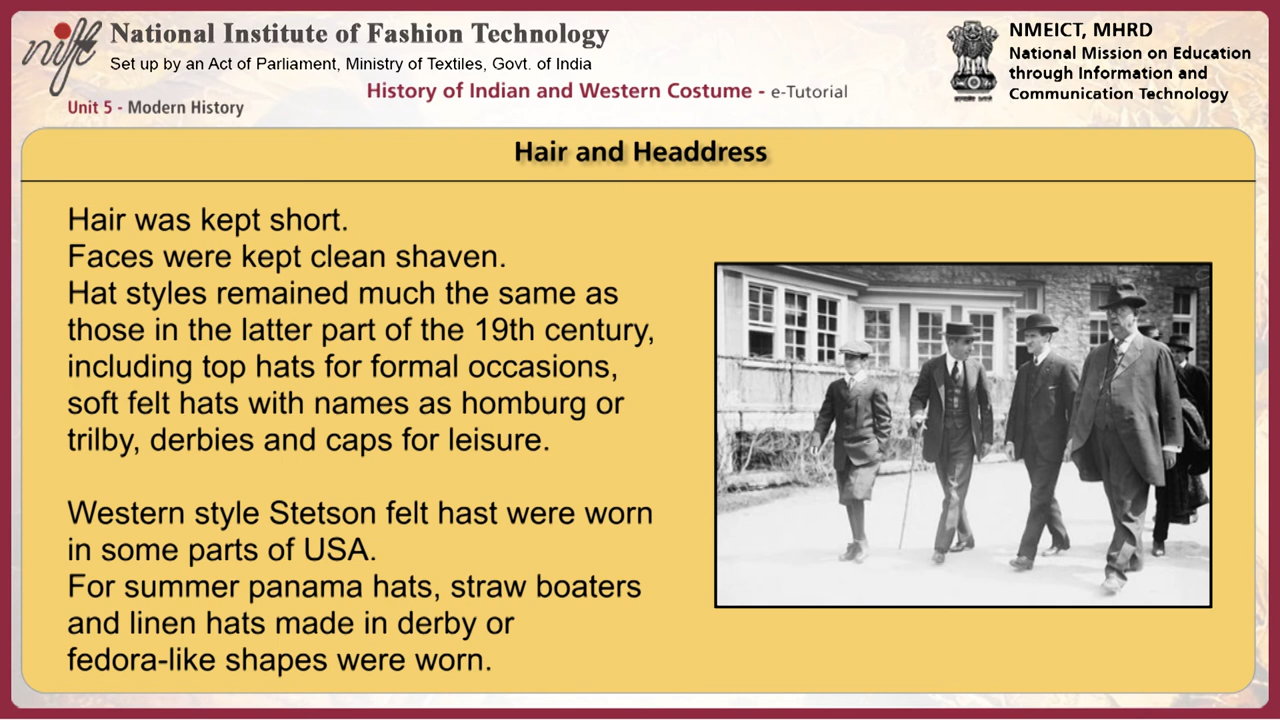 nift
National Institute of Fashion Technology
Set up by an Act of Parliament, Ministry of Textiles, Govt. of India
History of Indian and Western Costume - e-Tutorial
Unit 5 - Modern History
NMEICT, MHRD
National Mission on Education
through Information and
Communication Technology
Hair and Headdress
Hair was kept short.
Faces were kept clean shaven.
Hat styles remained much the same as
those in the latter part of the 19th century,
including top hats for formal occasions,
soft felt hats with names as homburg or
trilby, derbies and caps for leisure.
Western style Stetson felt hast were worn
in some parts of USA.
For summer panama hats, straw boaters
and linen hats made in derby or
fedora-like shapes were worn.